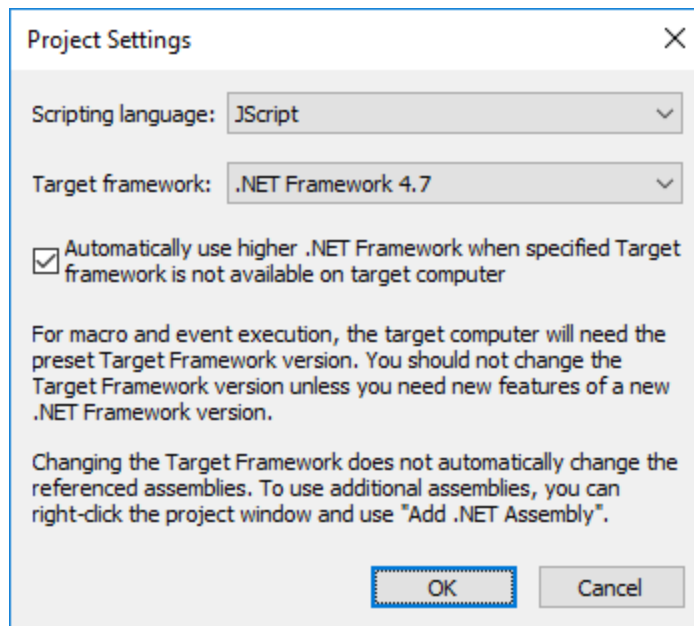 Project Settings
Scripting language: JScript
Target framework: .NET Framework 4.7
Automatically use higher .NET Framework when specified Target
framework is not available on target computer
For macro and event execution, the target computer will need the
preset Target Framework version. You should not change the
Target Framework version unless you need new features of a new
.NET Framework version.
Changing the Target Framework does not automatically change the
referenced assemblies. To use additional assemblies, you can
right-click the project window and use "Add .NET Assembly".
OK Cancel